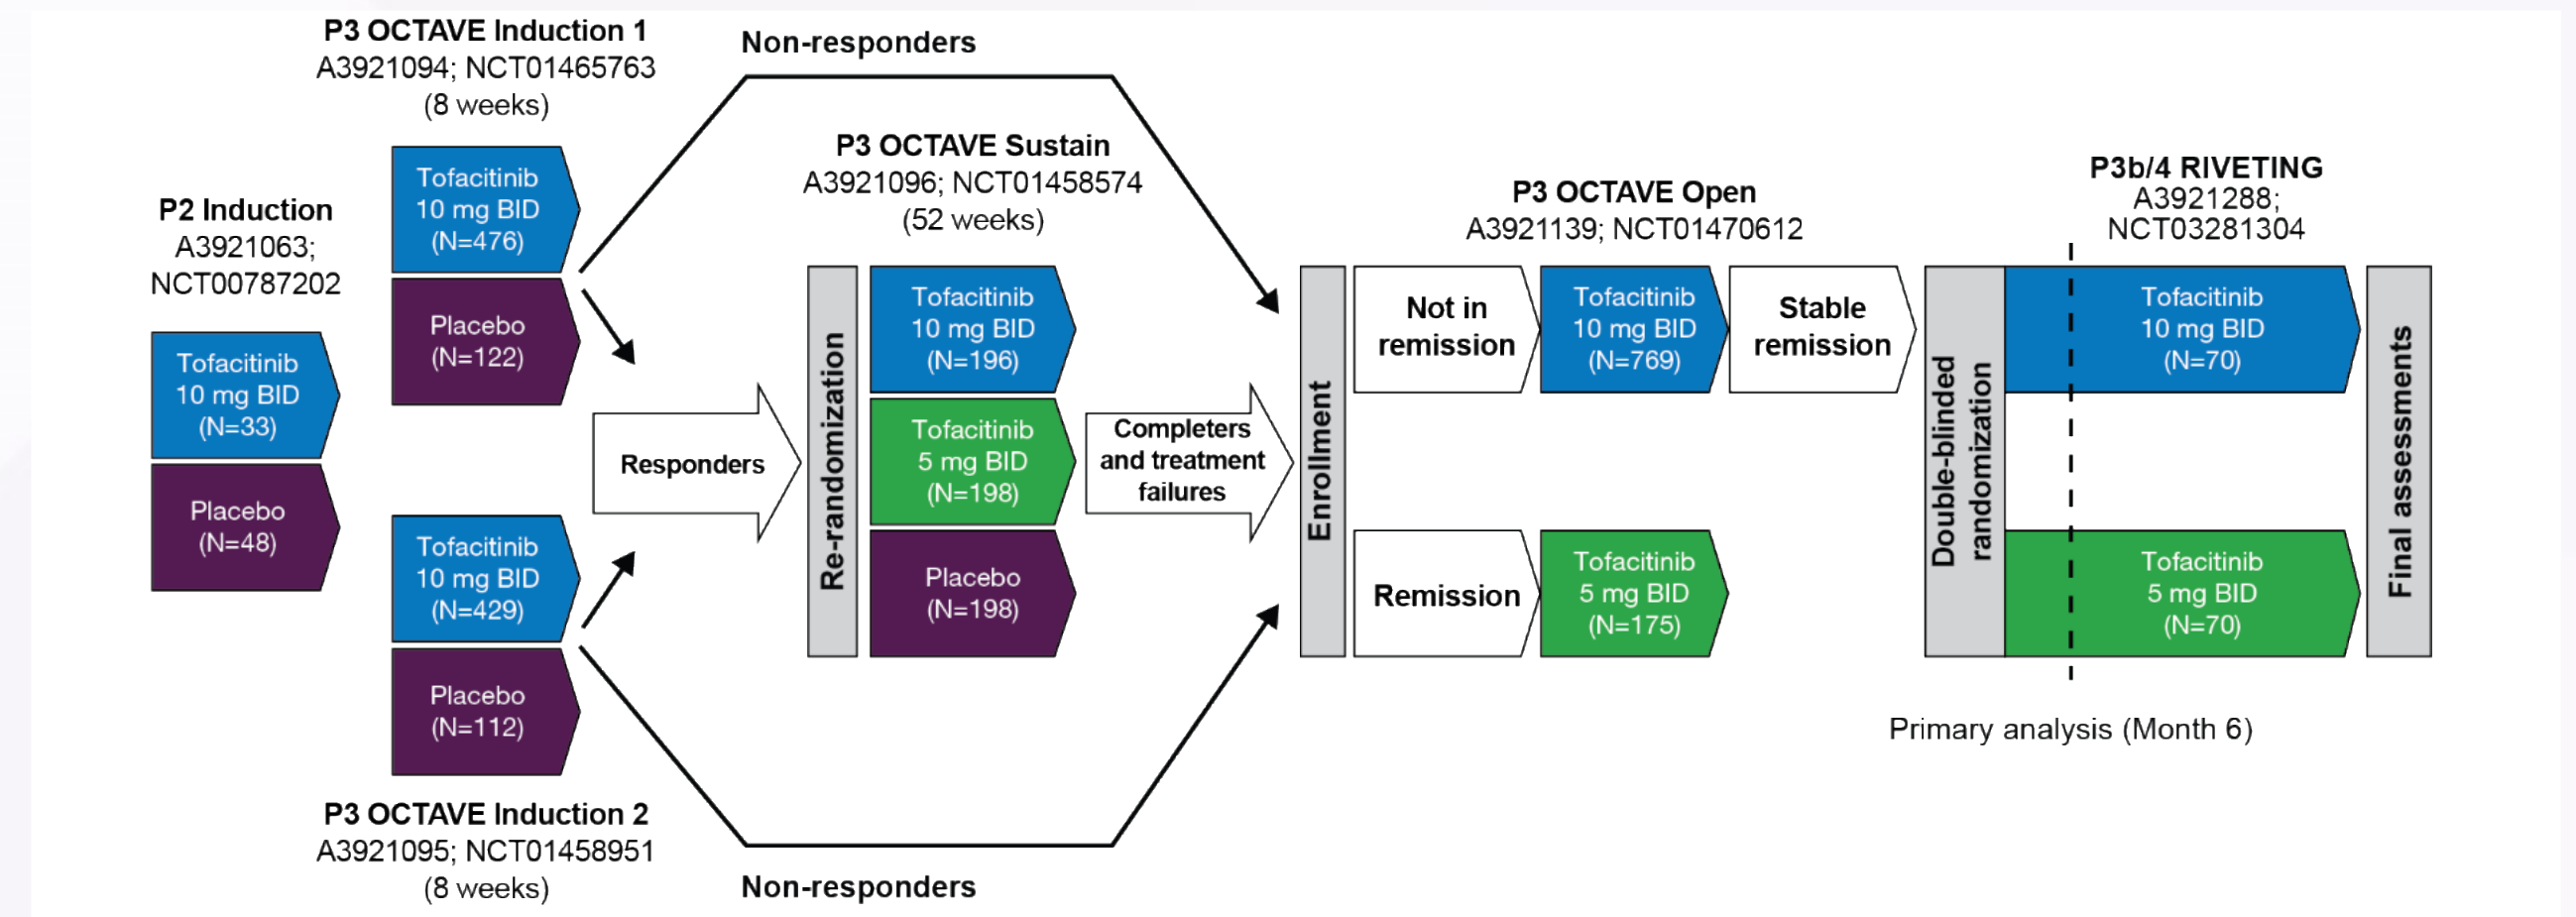 P2 Induction
A3921063;
NCT00787202
Tofacitinib
10 mg BID
(N=33)
Placebo
(N=48)
P3 OCTAVE Induction 1
A3921094; NCT01465763
(8 weeks)
Tofacitinib
10 mg BID
(N=476)
Placebo
(N=122)
Tofacitinib
10 mg BID
(N=429)
Placebo
(N=112)
P3 OCTAVE Induction 2
A3921095; NCT01458951
(8 weeks)
Non-responders
Responders
Non-responders
P3 OCTAVE Sustain
A3921096; NCT01458574
(52 weeks)
Re-randomization
Tofacitinib
10 mg BID
(N=196)
Tofacitinib
5 mg BID
(N=198)
Placebo
(N=198)
Completers
and treatment
failures
P3 OCTAVE Open
A3921139; NCT01470612
Enrollment
Not in
remission
Tofacitinib
10 mg BID
(N=769)
Stable
remission
Remission
Tofacitinib
5 mg BID
(N=175)
P3b/4 RIVETING
A3921288;
NCT03281304
Double-blinded
randomization
Tofacitinib
10 mg BID
(N=70)
Tofacitinib
5 mg BID
(N=70)
Final assessments
Primary analysis (Month 6)